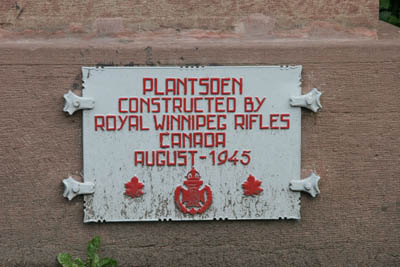 PLANTSOEN
CONSTRUCTED BY
ROYAL WINNIPEG RIFLES
CANADA
AUGUST-1945